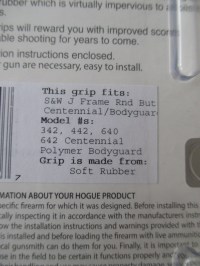 rubber which is virtually impervious to
s.
ips will reward you with improved scores
ble shooting for years to come.
ion instructions enclosed.
gun are necessary, easy to install.
This grip fits:
S&W J Frame Rnd But
Centennial/Bodyguar
Model #s:
342, 442, 640
642 Centennial
Polymer Bodyguard
Grip is made from:
Soft Rubber
7
MATION ABOUT YOUR HOGUE PRODUCT
pecific firearm for which it was designed. Before installing this
cally inspecting it in accordance with the manufacturers
ow the installation instructions and warnings provided with
is installed and before loading the firearm with live
cal gunsmith can do them for you. Finally, it is important to
se in the field to be certain it functions properly and